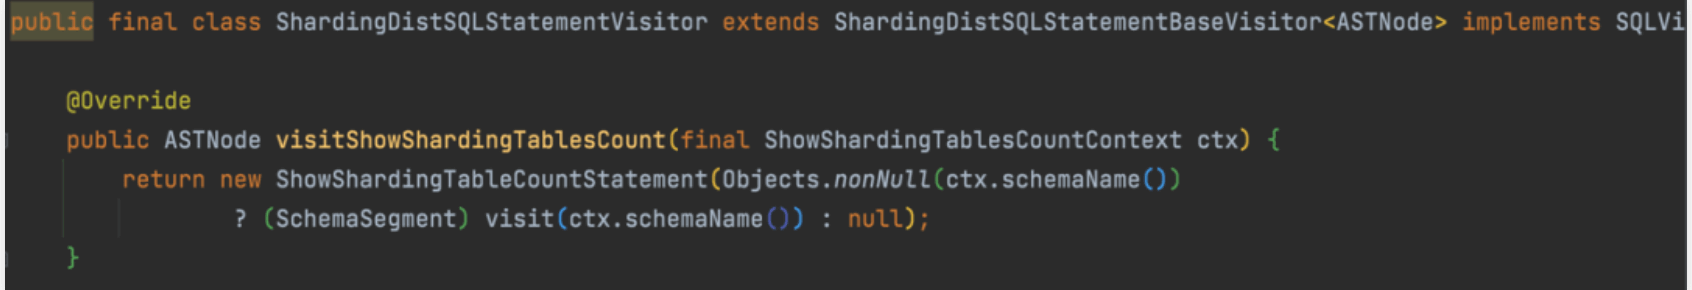 public final class ShardingDistSQLStatementVisitor extends ShardingDistSQLStatementBaseVisitor<ASTNode> implements SQLVi
@Override
public ASTNode visitShowShardingTablesCount(final ShowShardingTablesCountContext ctx) {
return new ShowShardingTableCountStatement(Objects.nonNull(ctx.schemaName())
? (SchemaSegment) visit(ctx.schemaName()) : null);
}